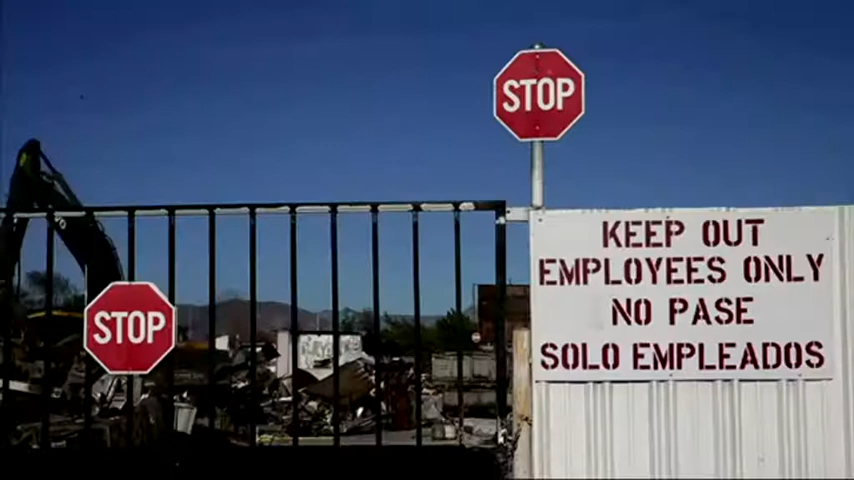 STOP
STOP
KEEP OUT
EMPLOYEES ONLY
NO PASE
SOLO EMPLEADOS